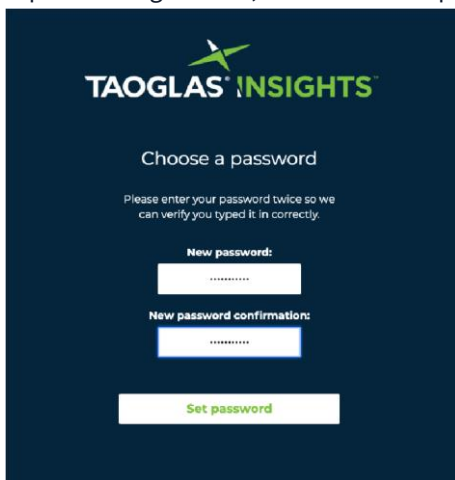 TAOGLAS® INSIGHTS™
Choose a password
Please enter your password twice so we
can verify you typed it in correctly.
New password:
New password confirmation:
Set password